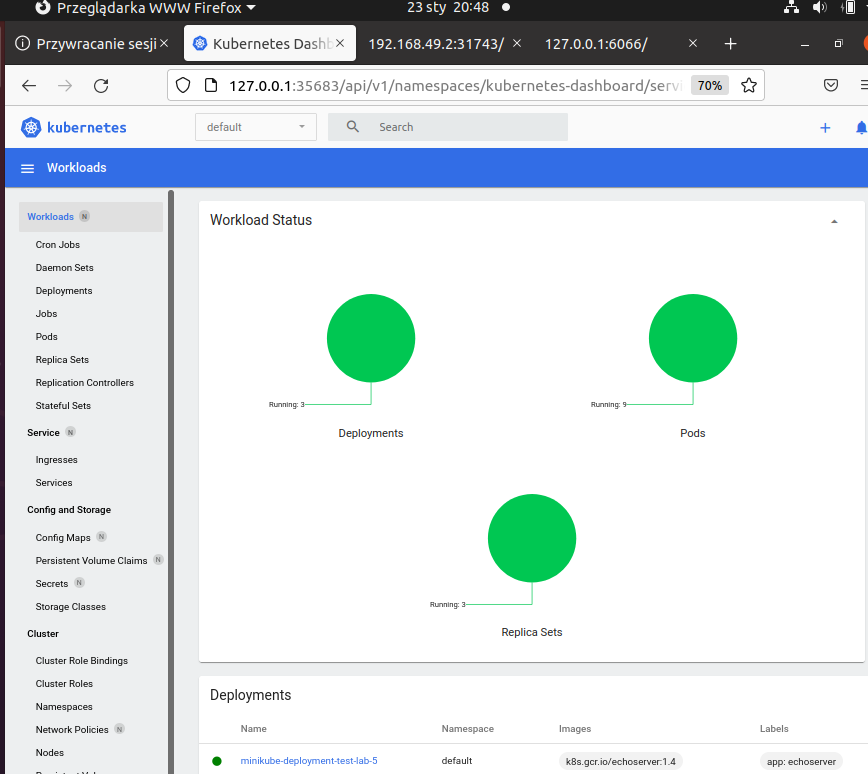 Przeglądarka WWW Firefox
23 sty 20:48
Przywracanie sesji
Kubernetes Dashb
192.168.49.2:31743/
127.0.0.1:6066/
127.0.0.1:35683/api/v1/namespaces/kubernetes-dashboard/servi
70%
kubernetes
default
Search
Workloads
Workloads N
Cron Jobs
Daemon Sets
Deployments
Jobs
Pods
Replica Sets
Replication Controllers
Stateful Sets
Service N
Ingresses
Services
Config and Storage
Config Maps N
Persistent Volume Claims N
Secrets N
Storage Classes
Cluster
Cluster Role Bindings
Cluster Roles
Namespaces
Network Policies N
Nodes
Workload Status
Running: 3
Deployments
Running: 9
Pods
Running: 3
Replica Sets
Deployments
Name Namespace Images Labels
minikube-deployment-test-lab-5 default k8s.gcr.io/echoserver:1.4 app: echoserver